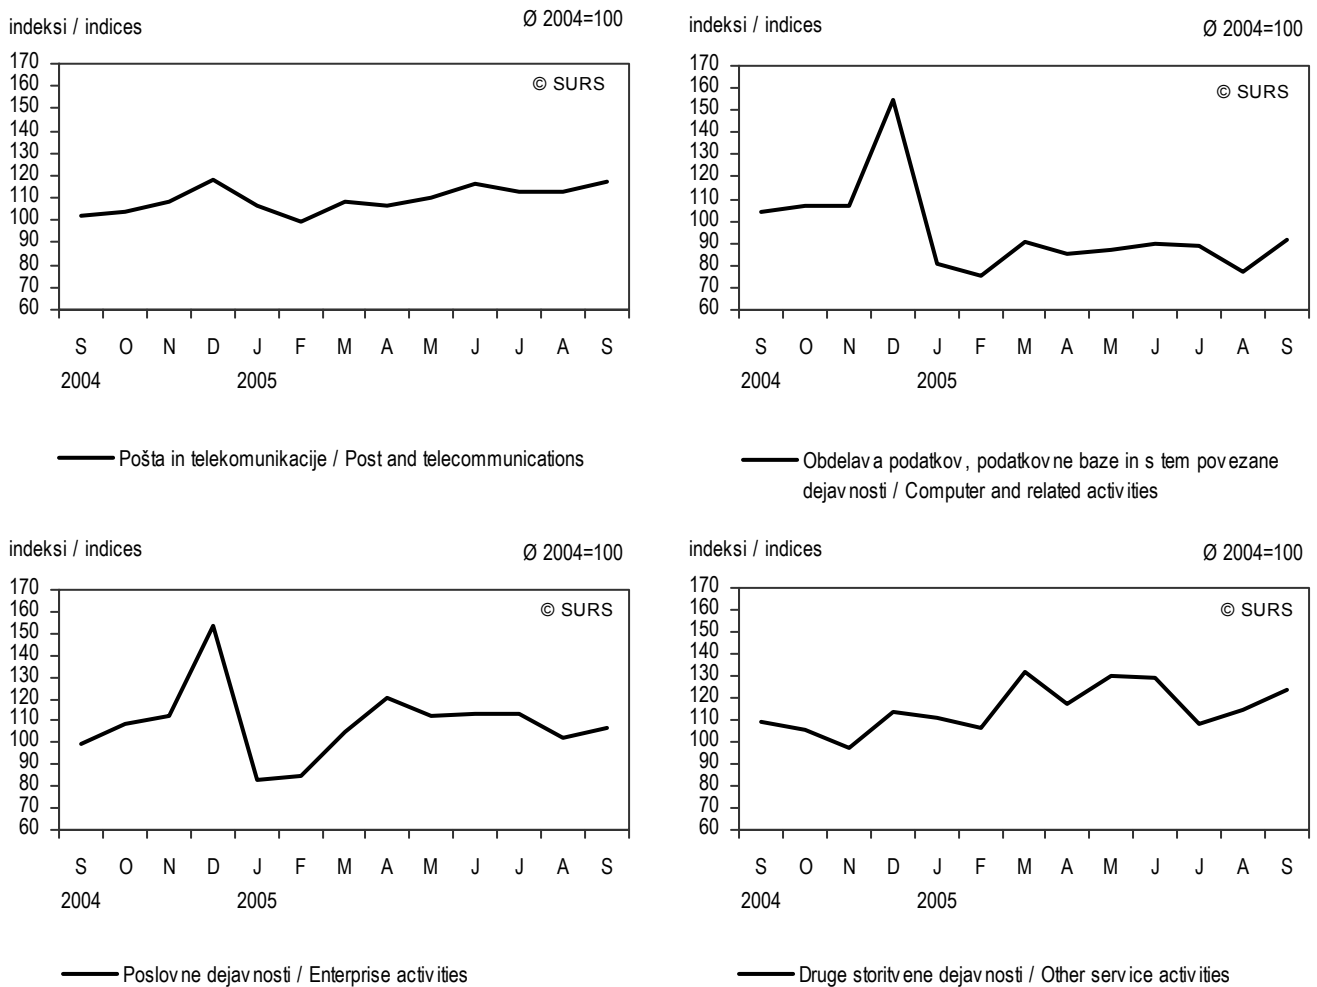 indeksi / indices
Ø 2004=100
170
160
150
140
130
120
110
100
90
80
70
60
© SURS
S O N D J F M A M J J A S
2004 2005
Pošta in telekomunikacije / Post and telecommunications
indeksi / indices
Ø 2004=100
170
160
150
140
130
120
110
100
90
80
70
60
© SURS
S O N D J F M A M J J A S
2004 2005
Obdelava podatkov, podatkovne baze in s tem povezane
dejavnosti / Computer and related activities
indeksi / indices
Ø 2004=100
170
160
150
140
130
120
110
100
90
80
70
60
© SURS
S O N D J F M A M J J A S
2004 2005
Poslovne dejavnosti / Enterprise activities
indeksi / indices
Ø 2004=100
170
160
150
140
130
120
110
100
90
80
70
60
© SURS
S O N D J F M A M J J A S
2004 2005
Druge storitvene dejavnosti / Other service activities